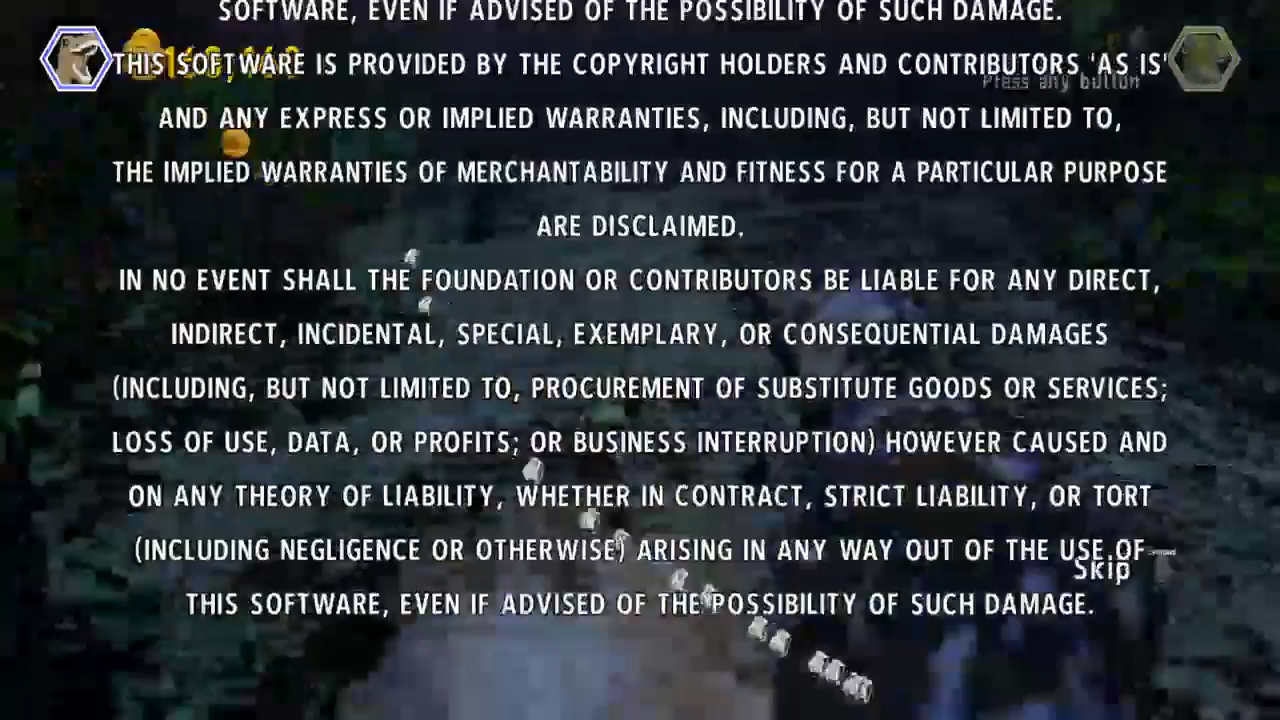 SOFTWARE, EVEN IF ADVISED OF THE POSSIBILITY OF SUCH DAMAGE.
THIS SOFTWARE IS PROVIDED BY THE COPYRIGHT HOLDERS AND CONTRIBUTORS 'AS IS'
Press any button
AND ANY EXPRESS OR IMPLIED WARRANTIES, INCLUDING, BUT NOT LIMITED TO,
THE IMPLIED WARRANTIES OF MERCHANTABILITY AND FITNESS FOR A PARTICULAR PURPOSE
ARE DISCLAIMED.
IN NO EVENT SHALL THE FOUNDATION OR CONTRIBUTORS BE LIABLE FOR ANY DIRECT,
INDIRECT, INCIDENTAL, SPECIAL, EXEMPLARY, OR CONSEQUENTIAL DAMAGES
(INCLUDING, BUT NOT LIMITED TO, PROCUREMENT OF SUBSTITUTE GOODS OR SERVICES;
LOSS OF USE, DATA, OR PROFITS; OR BUSINESS INTERRUPTION) HOWEVER CAUSED AND
ON ANY THEORY OF LIABILITY, WHETHER IN CONTRACT, STRICT LIABILITY, OR TORT
(INCLUDING NEGLIGENCE OR OTHERWISE) ARISING IN ANY WAY OUT OF THE USE OF
Skip
THIS SOFTWARE, EVEN IF ADVISED OF THE POSSIBILITY OF SUCH DAMAGE.